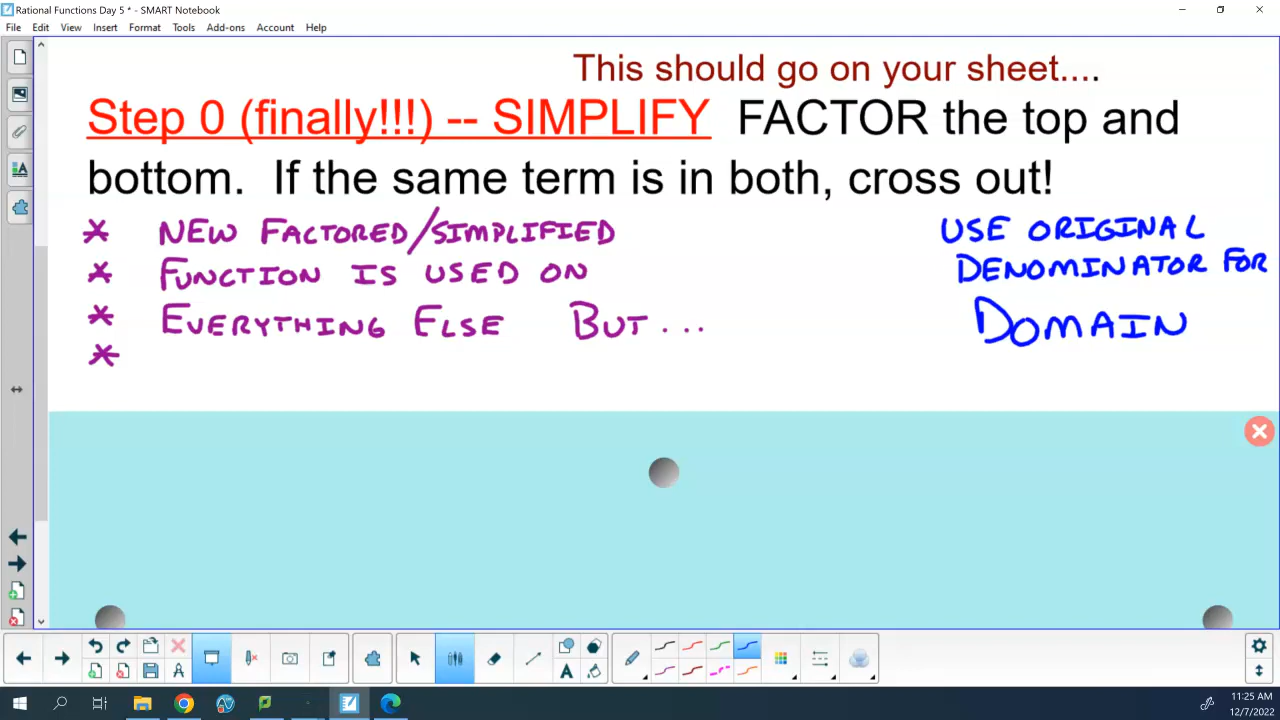 Rational Functions Day 5 * - SMART Notebook
File Edit View Insert Format Tools Add-ons Account Help
This should go on your sheet....
Step 0 (finally!!!) -- SIMPLIFY FACTOR the top and
bottom. If the same term is in both, cross out!
* NEW FACTORED/SIMPLIFIED
* FUNCTION IS USED ON
* EVERYTHING ELSE BUT...
*
USE ORIGINAL
DENOMINATOR FOR
DOMAIN
11:25 AM
12/7/2022